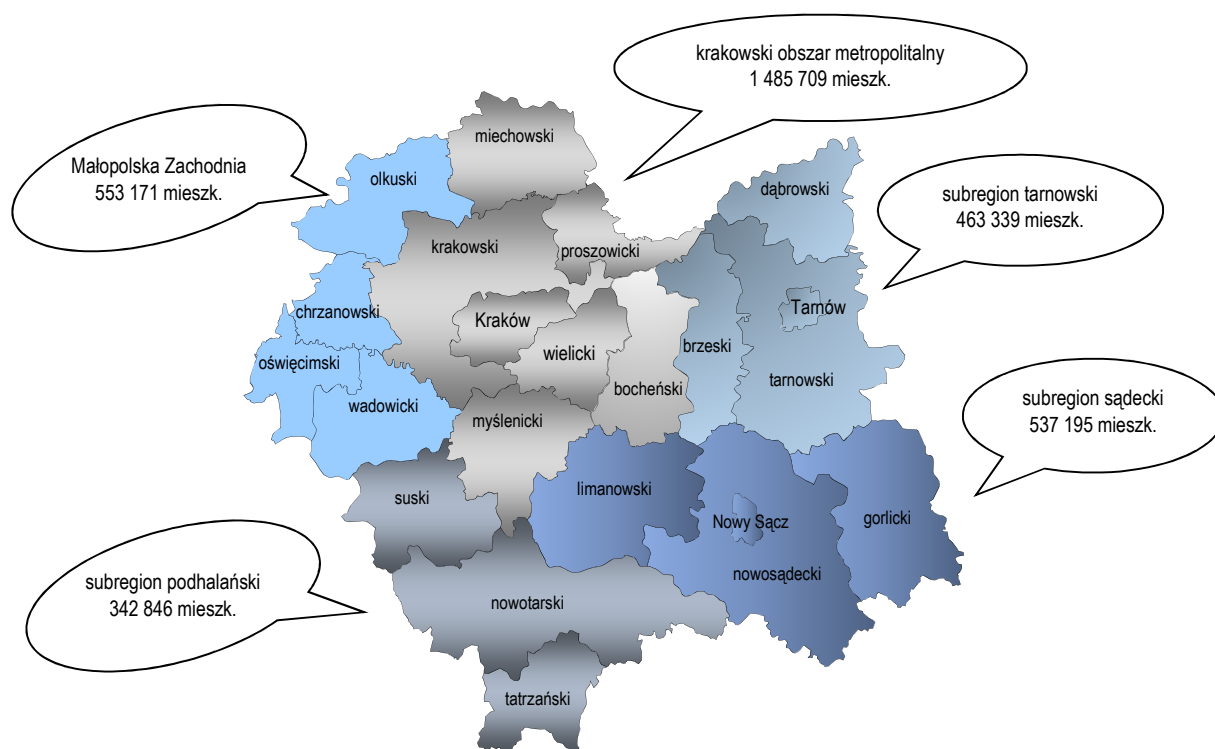 krakowski obszar metropolitalny
1 485 709 mieszk.
miechowski
Małopolska Zachodnia
553 171 mieszk.
olkuski
dąbrowski
subregion tarnowski
463 339 mieszk.
krakowski
proszowicki
chrzanowski
Kraków
Tarnów
oświęcimski
wielicki
brzeski
bocheński
tarnowski
wadowicki
myślenicki
subregion sądecki
537 195 mieszk.
suski
limanowski
Nowy Sącz
gorlicki
nowosądecki
subregion podhalański
342 846 mieszk.
nowotarski
tatrzański